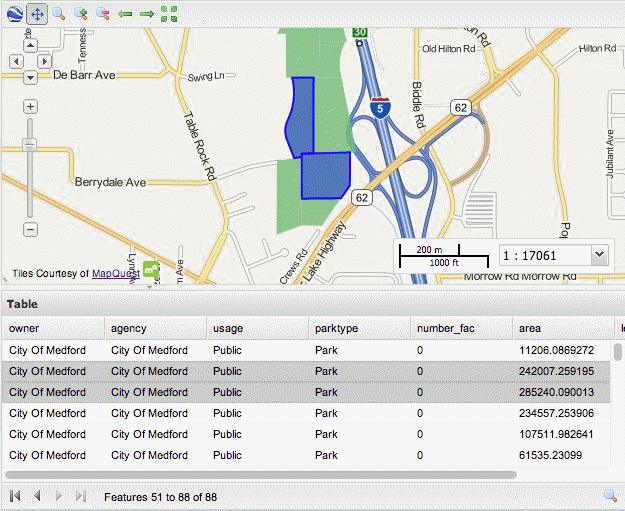 30
Old Hilton Rd
Hilton Rd
Tenness
De Barr Ave
Swing Ln
Biddle Rd
5
62
Table Rock Rd
Jubilant Ave
Berrydale Ave
62
Crews Rd
Lake Highway
200 m
1000 ft
1 : 17061
Tiles Courtesy of MapQuest
Morrow Rd Morrow Rd
Table
owner agency usage parktype number_fac area
City Of Medford City Of Medford Public Park 0 11206.0869272
City Of Medford City Of Medford Public Park 0 242007.259195
City Of Medford City Of Medford Public Park 0 285240.090013
City Of Medford City Of Medford Public Park 0 234557.253906
City Of Medford City Of Medford Public Park 0 107511.982641
City Of Medford City Of Medford Public Park 0 61535.23099
Features 51 to 88 of 88